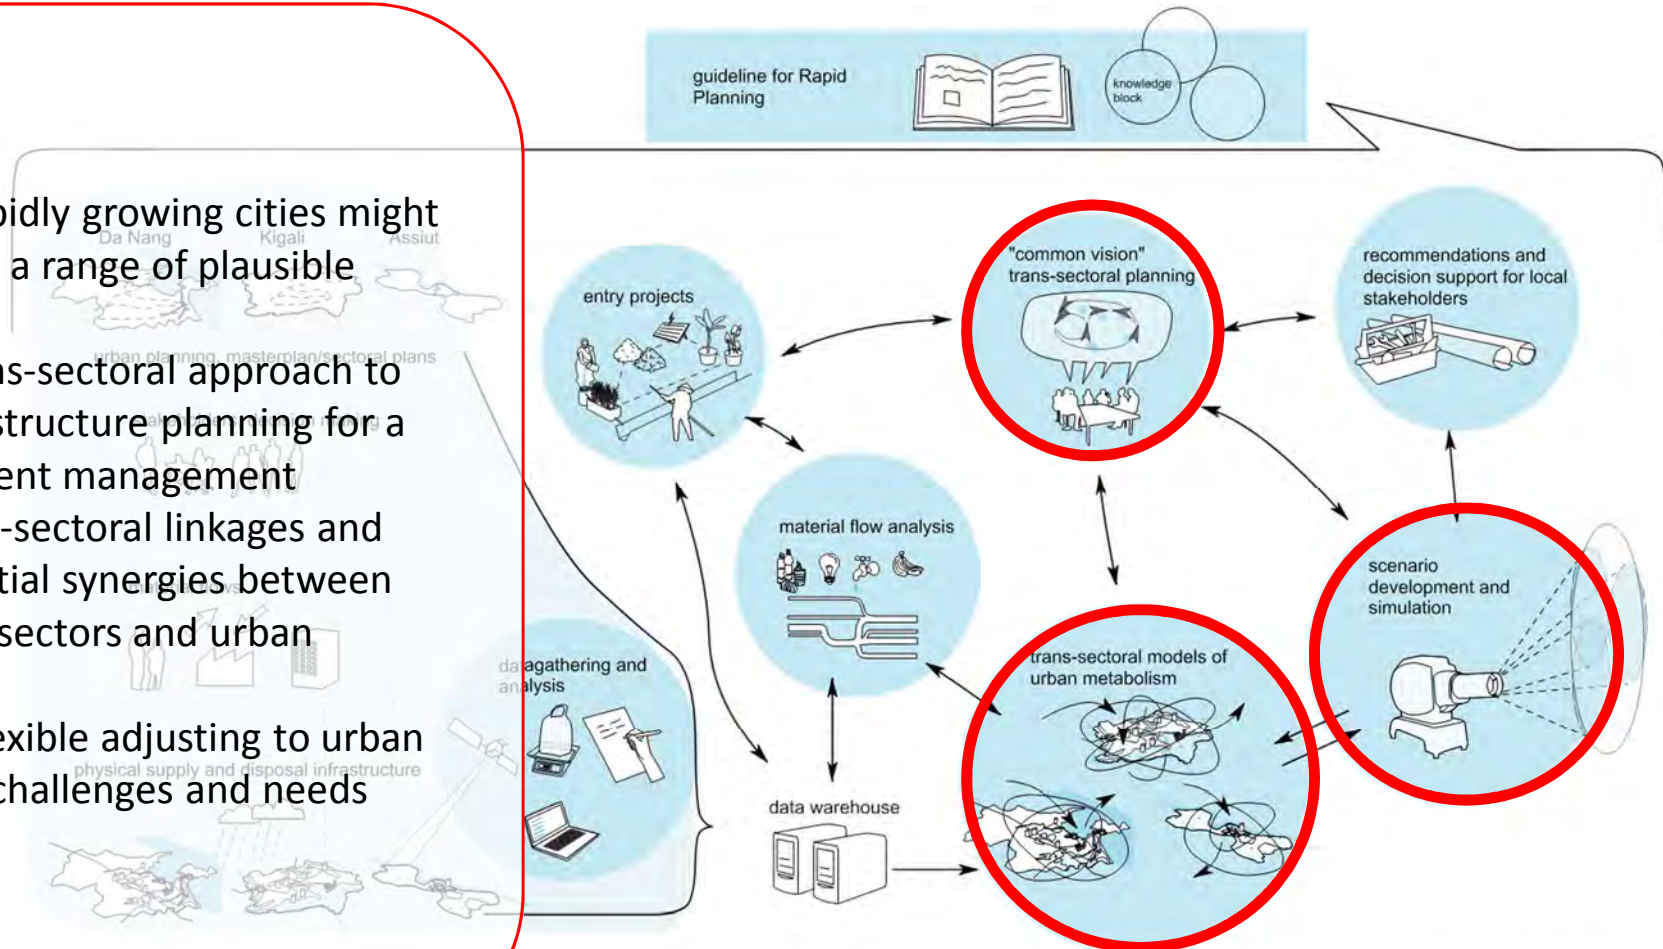 guideline for Rapid
Planning
knowledge
block
pidly growing cities might
a range of plausible
ns-sectoral approach to
structure planning for a
ent management
-sectoral linkages and
tial synergies between
sectors and urban
exible adjusting to urban
challenges and needs
Da Nang
Kigali
Assiut
urban planning, masterplan/sectoral plans
physical supply and disposal infrastructure
datagathering and
analysis
entry projects
"common vision"
trans-sectoral planning
recommendations and
decision support for local
stakeholders
material flow analysis
scenario
development and
simulation
trans-sectoral models of
urban metabolism
data warehouse